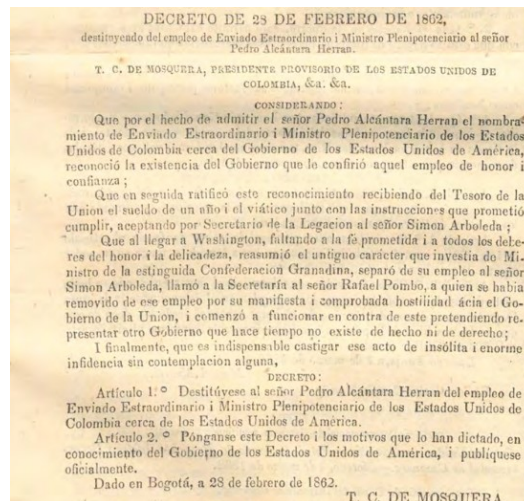 DECRETO DE 28 DE FEBRERO DE 1862,
destituyendo del empleo de Enviado Estraordinario i Ministro Plenipotenciario al señor
Pedro Alcántara Herran.
T. C. DE MOSQUERA, PRESIDENTE PROVISORIO DE LOS ESTADOS UNIDOS DE
COLOMBIA, &a. &a.
CONSIDERANDO:
Que por el hecho de admitir el señor Pedro Alcántara Herran el nombra-
miento de Enviado Estraordinario i Ministro Plenipotenciario de los Estados
Unidos de Colombia cerca del Gobierno de los Estados Unidos de América,
reconoció la existencia del Gobierno que le confirió aquel empleo de honor i
confianza;
Que en seguida ratificó este reconocimiento recibiendo del Tesoro de la
Union el sueldo de un año i el viático junto con las instrucciones que prometió
cumplir, aceptando por Secretario de la Legacion al señor Simon Arboleda;
Que al llegar a Washington, faltando a la fe prometida i a todos los debe-
res del honor i la delicadeza, reasumió el antiguo carácter que investia de Mi-
nistro de la estinguida Confederacion Granadina, separó de su empleo al señor
Simon Arboleda, llamó a la Secretaría al señor Rafael Pombo, a quien se habia
removido de ese empleo por su manifiesta i comprobada hostilidad ácia el Go-
bierno de la Union, i comenzó a funcionar en contra de este pretendiendo re-
presentar otro Gobierno que hace tiempo no existe de hecho ni de derecho;
I finalmente, que es indispensable castigar ese acto de insólita i enorme
infidencia sin contemplacion alguna,
DECRETO:
Artículo 1.º Destitúyese al señor Pedro Alcántara Herran del empleo de
Enviado Estraordinario i Ministro Plenipotenciario de los Estados Unidos de
Colombia cerca de los Estados Unidos de América.
Artículo 2.º Pónganse este Decreto i los motivos que lo han dictado, en
conocimiento del Gobierno de los Estados Unidos de América, i publíquese
oficialmente.
Dado en Bogotá, a 28 de febrero de 1862.
T. C. DE MOSQUERA